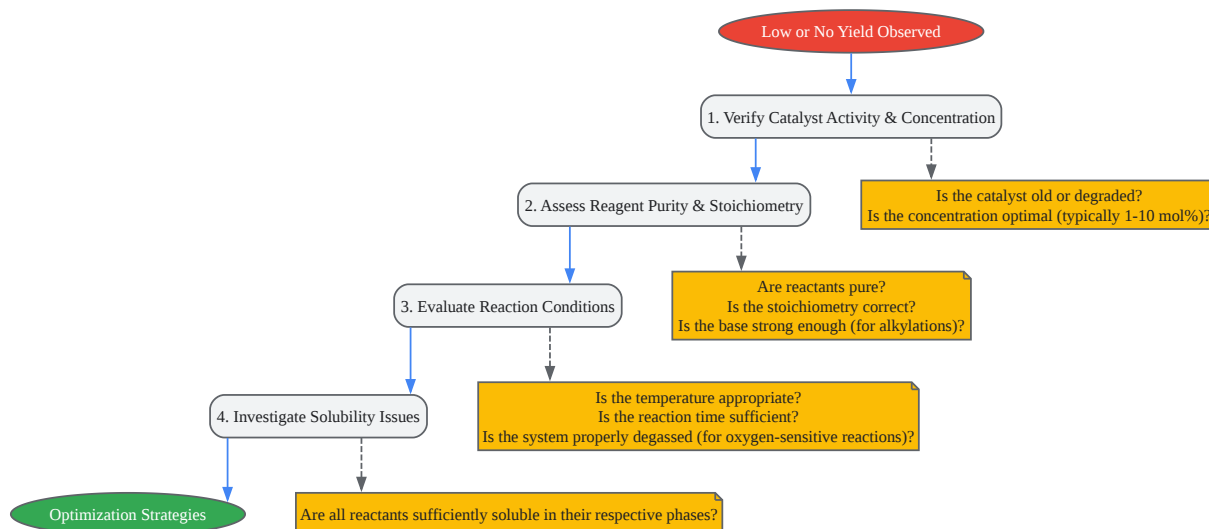 Low or No Yield Observed
1. Verify Catalyst Activity & Concentration
Is the catalyst old or degraded?
Is the concentration optimal (typically 1-10 mol%)?
2. Assess Reagent Purity & Stoichiometry
Are reactants pure?
Is the stoichiometry correct?
Is the base strong enough (for alkylations)?
3. Evaluate Reaction Conditions
Is the temperature appropriate?
Is the reaction time sufficient?
Is the system properly degassed (for oxygen-sensitive reactions)?
4. Investigate Solubility Issues
Are all reactants sufficiently soluble in their respective phases?
Optimization Strategies